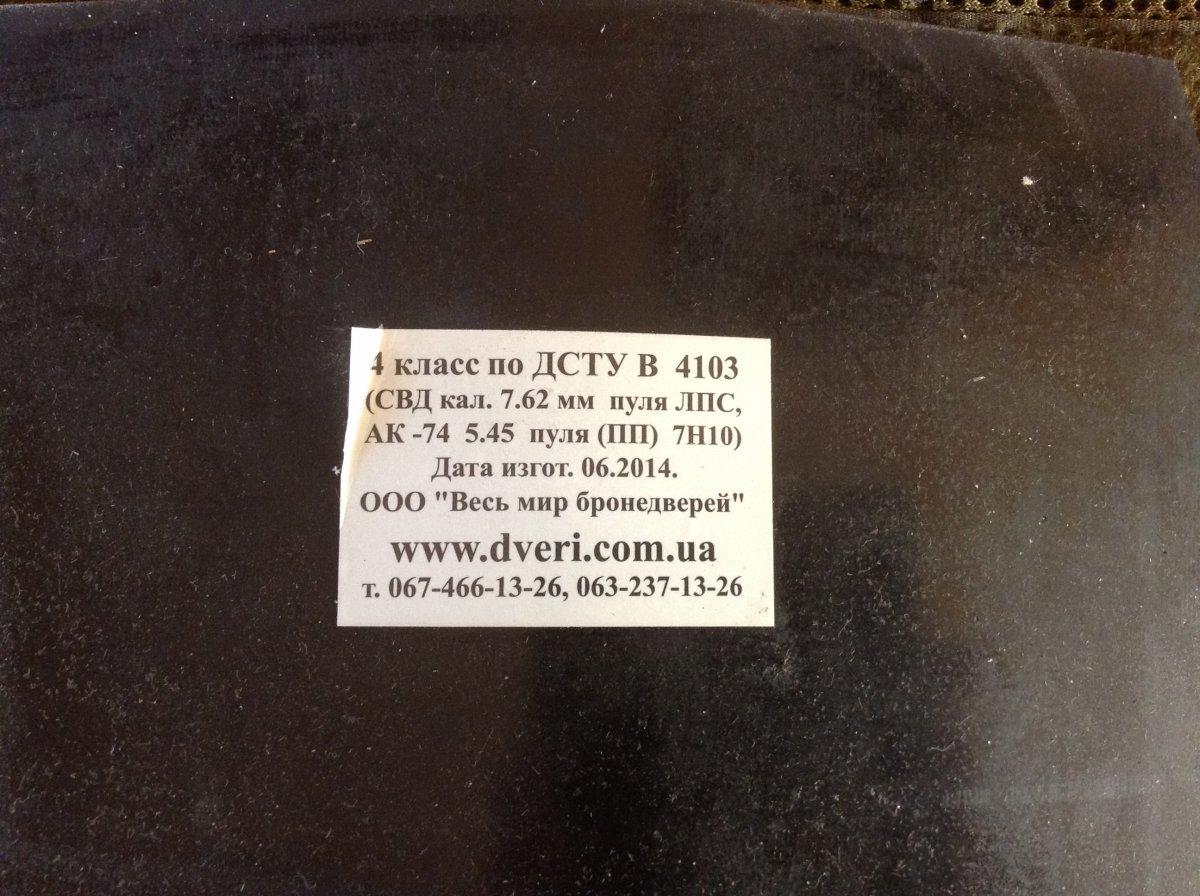 4 класс по ДСТУ В 4103
(СВД кал. 7.62 мм пуля ЛПС,
АК -74 5.45 пуля (ПП) 7Н10)
Дата изгот. 06.2014.
ООО "Весь мир бронедверей"
www.dveri.com.ua
т. 067-466-13-26, 063-237-13-26